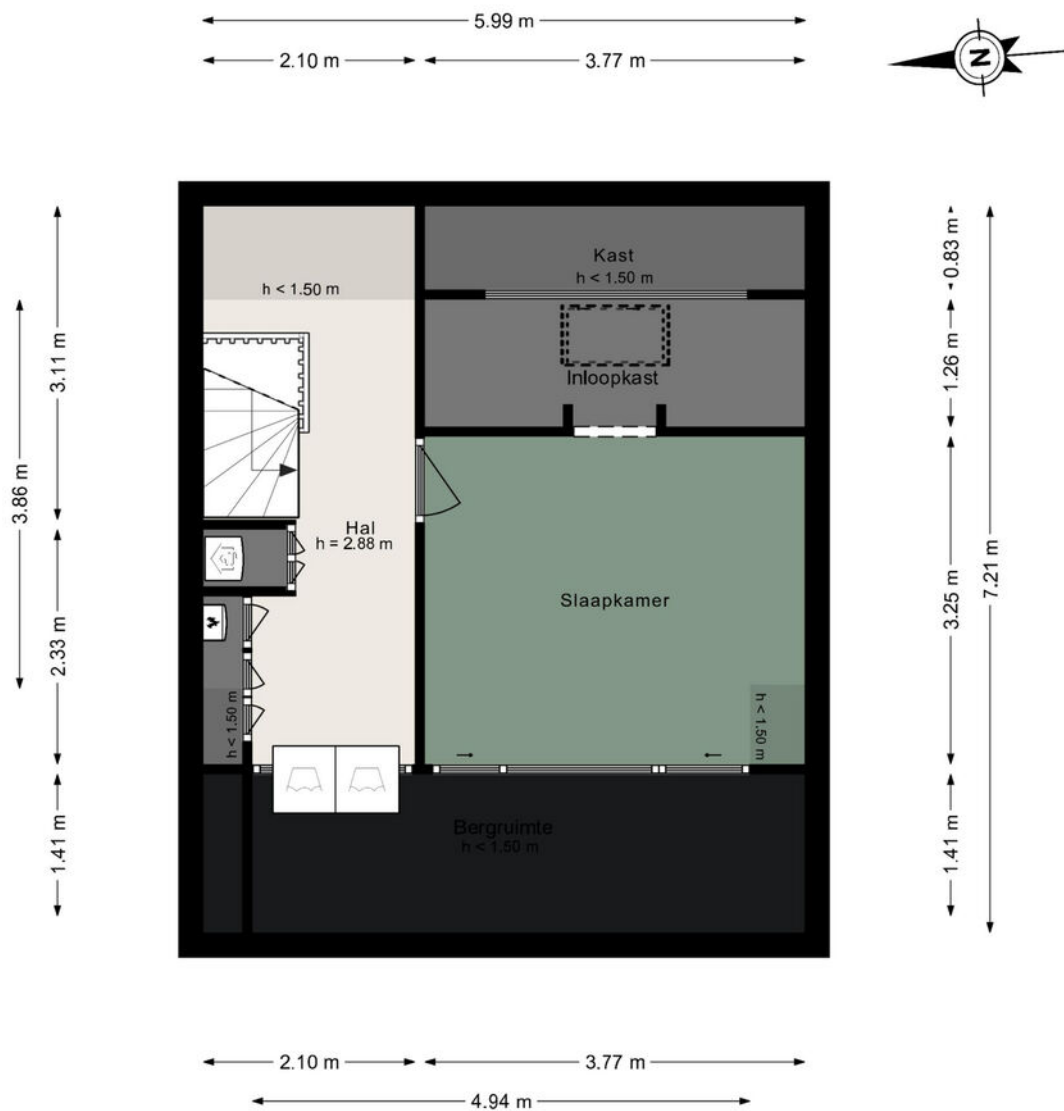 5.99 m
2.10 m
3.77 m
N
Kast
h < 1.50 m
h < 1.50 m
Inloopkast
0.83 m
1.26 m
3.11 m
3.86 m
Hal
h = 2.88 m
Slaapkamer
3.25 m
7.21 m
2.33 m
h < 1.50 m
h < 1,50 m
Bergruimte
h < 1,50 m
1.41 m
1.41 m
2.10 m
3.77 m
4.94 m